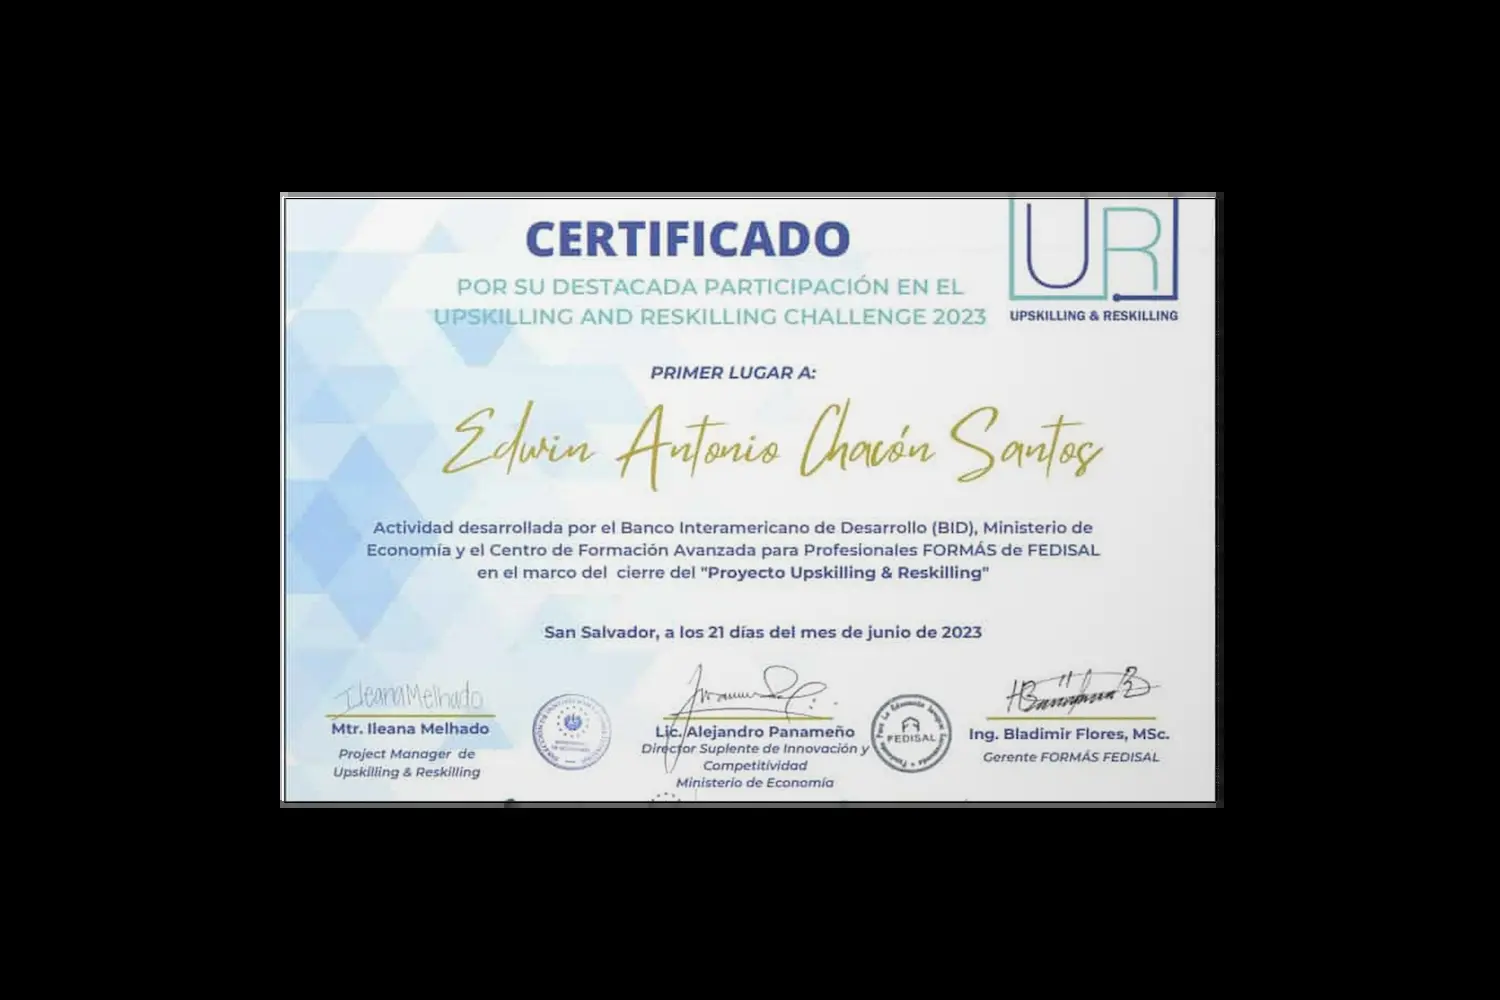 CERTIFICADO
POR SU DESTACADA PARTICIPACIÓN EN EL
UPSKILLING AND RESKILLING CHALLENGE 2023
UR
UPSKILLING & RESKILLING
PRIMER LUGAR A:
Edwin Antonio Chacón Santos
Actividad desarrollada por el Banco Interamericano de Desarrollo (BID), Ministerio de
Economía y el Centro de Formación Avanzada para Profesionales FORMÁS de FEDISAL
en el marco del cierre del "Proyecto Upskilling & Reskilling"
San Salvador, a los 21 días del mes de junio de 2023
IleanaMelhado
Mtr. Ileana Melhado
Project Manager de
Upskilling & Reskilling
Lic. Alejandro Panameño
Director Suplente de Innovación y
Competitividad
Ministerio de Economía
FEDISAL
Ing. Bladimir Flores, MSc.
Gerente FORMÁS FEDISAL